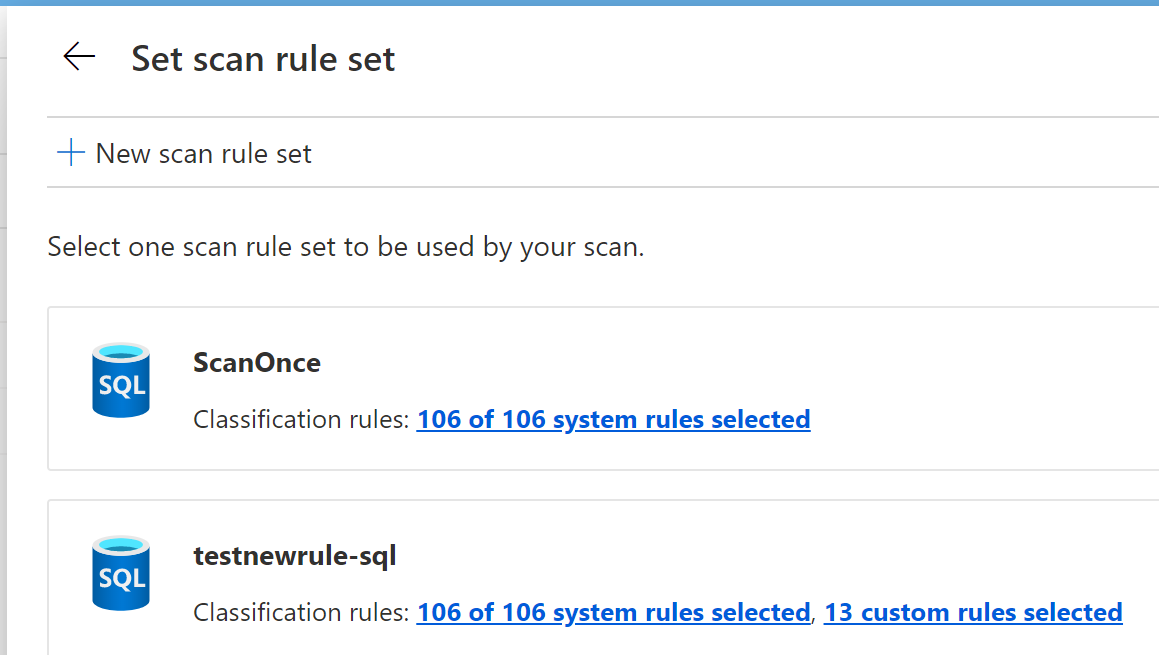 Set scan rule set
New scan rule set
Select one scan rule set to be used by your scan.
SQL
ScanOnce
Classification rules: 106 of 106 system rules selected
SQL
testnewrule-sql
Classification rules: 106 of 106 system rules selected, 13 custom rules selected